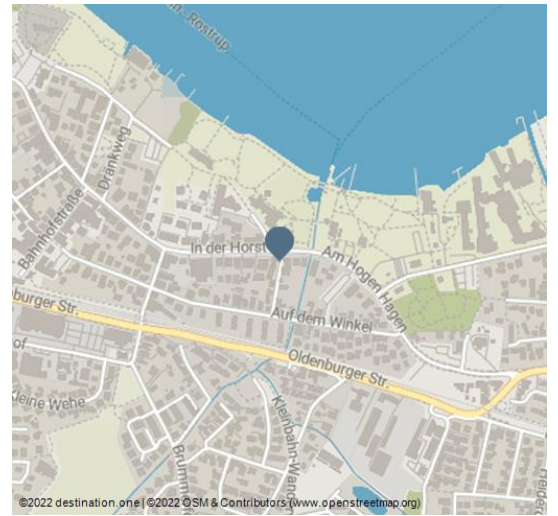 - Rostrup
Dränkweg
Bahnhofstraße
In der Horst
Am Hogen Hagen
Auf dem Winkel
burger Str.
Oldenburger Str.
of
Kleine Wehe
Kleinbahn-Wand
Brumm
Heider
©2022 destination.one | ©2022 OSM & Contributors (www.openstreetmap.org)